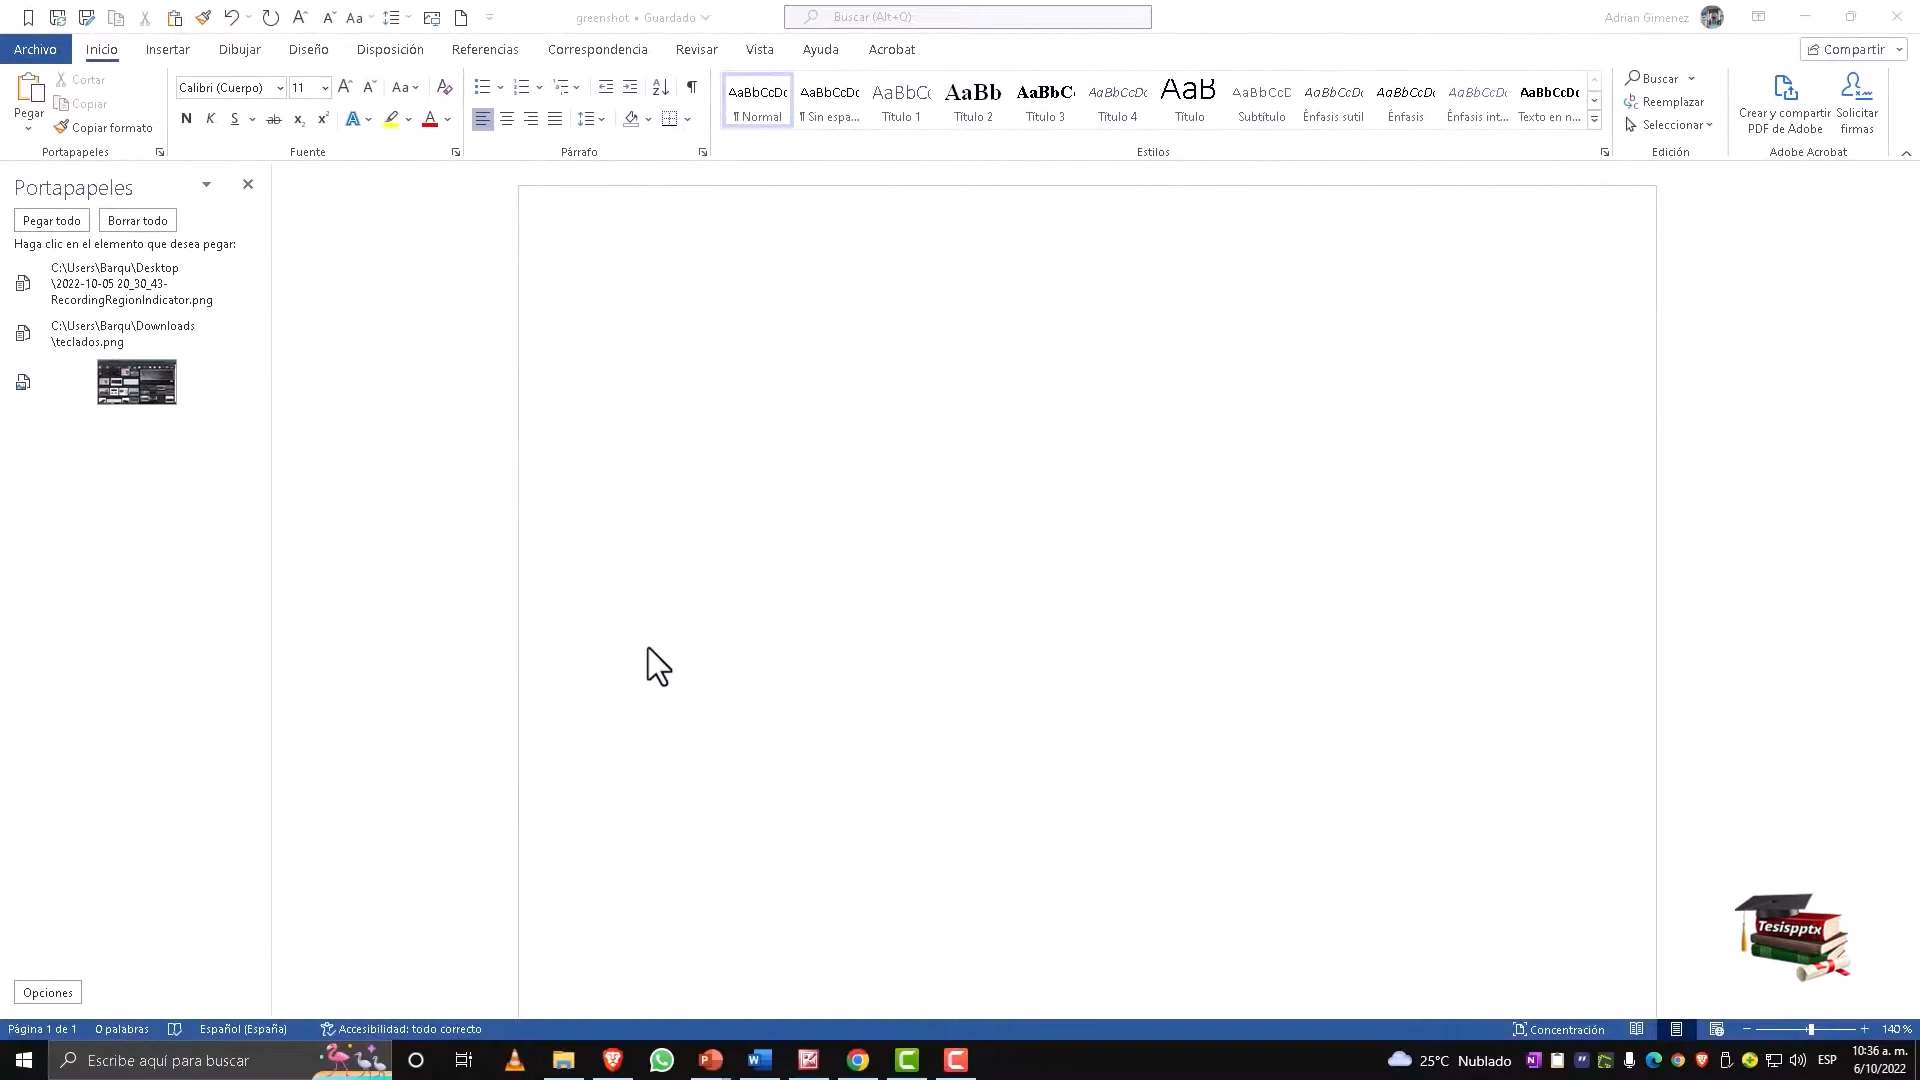 greenshot • Guardado
Buscar (Alt+Q)
Adrian Gimenez
Archivo Inicio Insertar Dibujar Diseño Disposición Referencias Correspondencia Revisar Vista Ayuda Acrobat
Compartir
Pegar
Cortar
Copiar
Copiar formato
Portapapeles
Calibri (Cuerpo) 11
Aa
N K S ab x₂ x²
Fuente
Párrafo
AaBbCcDc AaBbCcDc AaBbC( AaBb AaBbC: AaBbCcDc AaB AaBbCcD AaBbCcDc AaBbCcDc AaBbCcDc AaBbCcDc
¶ Normal ¶ Sin espa... Título 1 Título 2 Título 3 Título 4 Título Subtítulo Énfasis sutil Énfasis Énfasis int... Texto en n...
Estilos
Buscar
Reemplazar
Seleccionar
Edición
Crear y compartir
PDF de Adobe
Solicitar
firmas
Adobe Acrobat
Portapapeles
Pegar todo Borrar todo
Haga clic en el elemento que desea pegar:
C:\Users\Barqu\Desktop
\2022-10-05 20_30_43-
RecordingRegionIndicator.png
C:\Users\Barqu\Downloads
\teclados.png
Tesispptx
Opciones
Página 1 de 1 0 palabras Español (España) Accesibilidad: todo correcto
Concentración 140 %
Escribe aquí para buscar
25°C Nublado
ESP
10:36 a. m.
6/10/2022